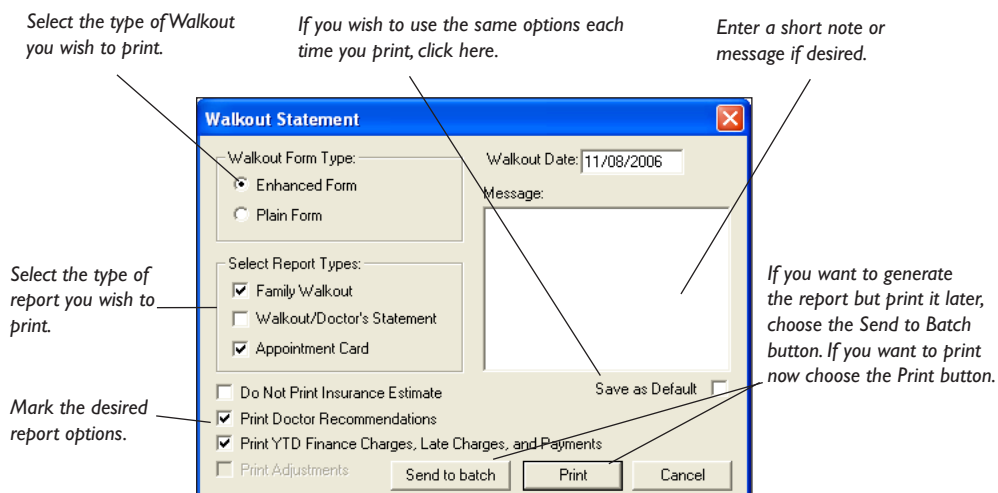 Select the type of Walkout
you wish to print.
If you wish to use the same options each
time you print, click here.
Enter a short note or
message if desired.
Walkout Statement
Walkout Form Type:
Enhanced Form
Plain Form
Walkout Date: 11/08/2006
Message:
Select the type of
report you wish to
print.
Select Report Types:
Family Walkout
Walkout/Doctor's Statement
Appointment Card
If you want to generate
the report but print it later,
choose the Send to Batch
button. If you want to print
now choose the Print button.
Mark the desired
report options.
Do Not Print Insurance Estimate
Save as Default
Print Doctor Recommendations
Print YTD Finance Charges, Late Charges, and Payments
Print Adjustments
Send to batch
Print
Cancel